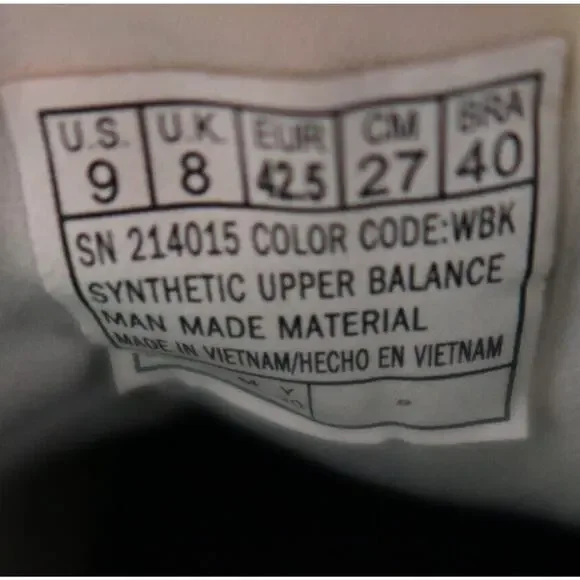 U.S. U.K. EUR CM BRA
9 8 42.5 27 40
SN 214015 COLOR CODE:WBK
SYNTHETIC UPPER BALANCE
MAN MADE MATERIAL
MADE IN VIETNAM/HECHO EN VIETNAM